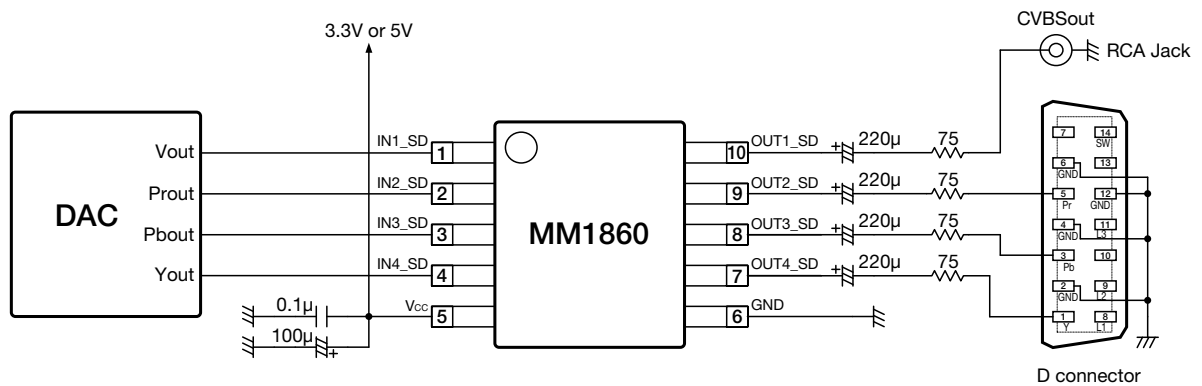 CVBSout
RCA Jack
3.3V or 5V
DAC
Vout
Prout
Pbout
Yout
IN1_SD
1
IN2_SD
2
IN3_SD
3
IN4_SD
4
Vcc
5
0.1µ
100µ
+
MM1860
10
OUT1_SD
+
220µ
75
9
OUT2_SD
+
220µ
75
8
OUT3_SD
+
220µ
75
7
OUT4_SD
+
220µ
75
6
GND
7
14
SW
6
GND
13
5
Pr
12
GND
4
GND
11
L3
3
Pb
10
2
GND
9
L2
1
Y
8
L1
D connector